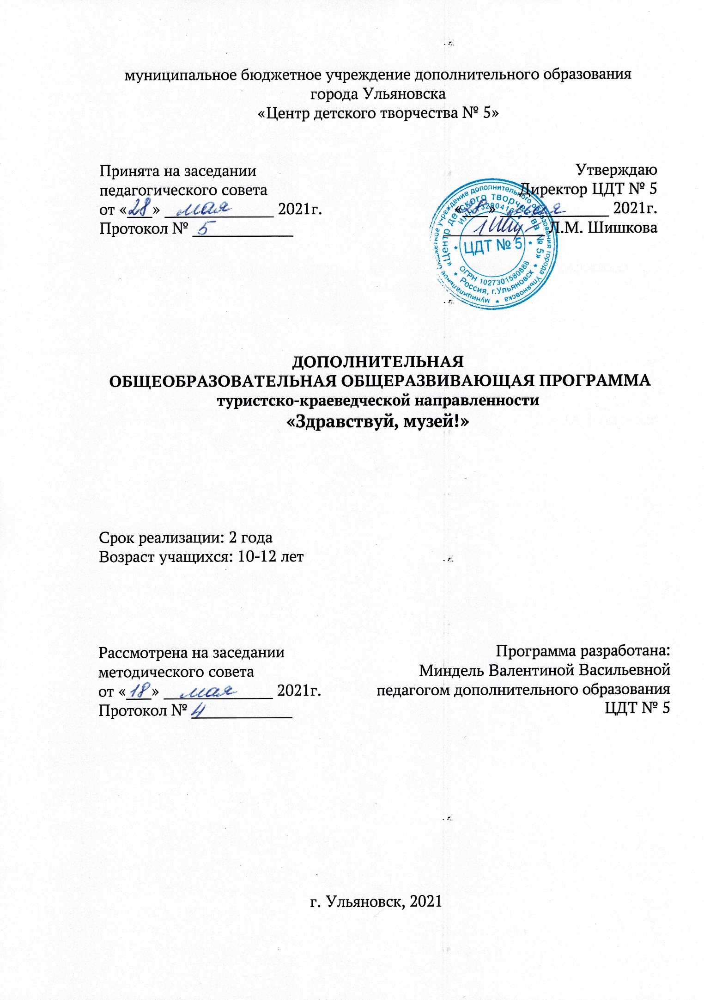 муниципальное бюджетное учреждение дополнительного образования
города Ульяновска
«Центр детского творчества № 5»
Принята на заседании
педагогического совета
от «28» мая 2021г.
Протокол № 5
Утверждаю
Директор ЦДТ № 5
«28» мая 2021г.
Л.М. Шишкова
муниципальное бюджетное учреждение дополнительного образования города Ульяновска
«Центр детского творчества № 5»
ИНН
ЦДТ № 5
ОГРН 1027301580888
Россия, г.Ульяновск
ДОПОЛНИТЕЛЬНАЯ
ОБЩЕОБРАЗОВАТЕЛЬНАЯ ОБЩЕРАЗВИВАЮЩАЯ ПРОГРАММА
туристско-краеведческой направленности
«Здравствуй, музей!»
Срок реализации: 2 года
Возраст учащихся: 10-12 лет
Рассмотрена на заседании
методического совета
от «18» мая 2021г.
Протокол № 4
Программа разработана:
Миндель Валентиной Васильевной
педагогом дополнительного образования
ЦДТ № 5
г. Ульяновск, 2021